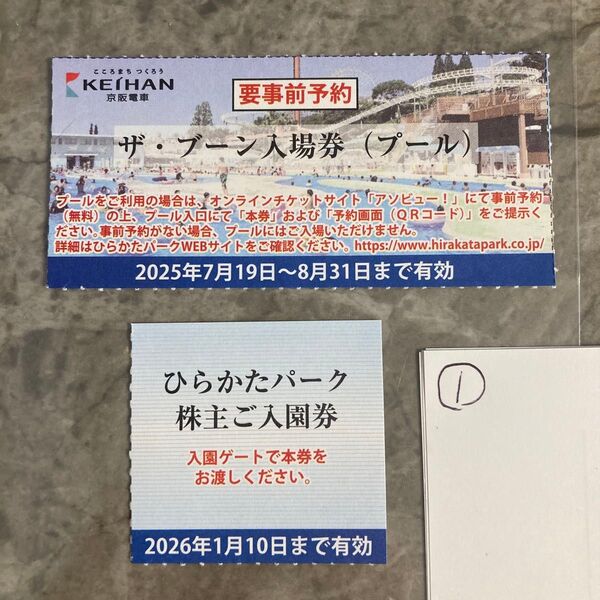 こころまち つくろう
KEIHAN
京阪電車
要事前予約
ザ・ブーン入場券（プール）
プールをご利用の場合は、オンラインチケットサイト「アソビュー！」にて事前予約
（無料）の上、プール入口にて「本券」および「予約画面（ＱＲコード）」をご提示く
ださい。事前予約がない場合、プールにはご入場いただけません。
詳細はひらかたパークWEBサイトをご確認ください。https://www.hirakatapark.co.jp/
2025年7月19日～8月31日まで有効
ひらかたパーク
株主ご入園券
入園ゲートで本券を
お渡しください。
2026年1月10日まで有効
①